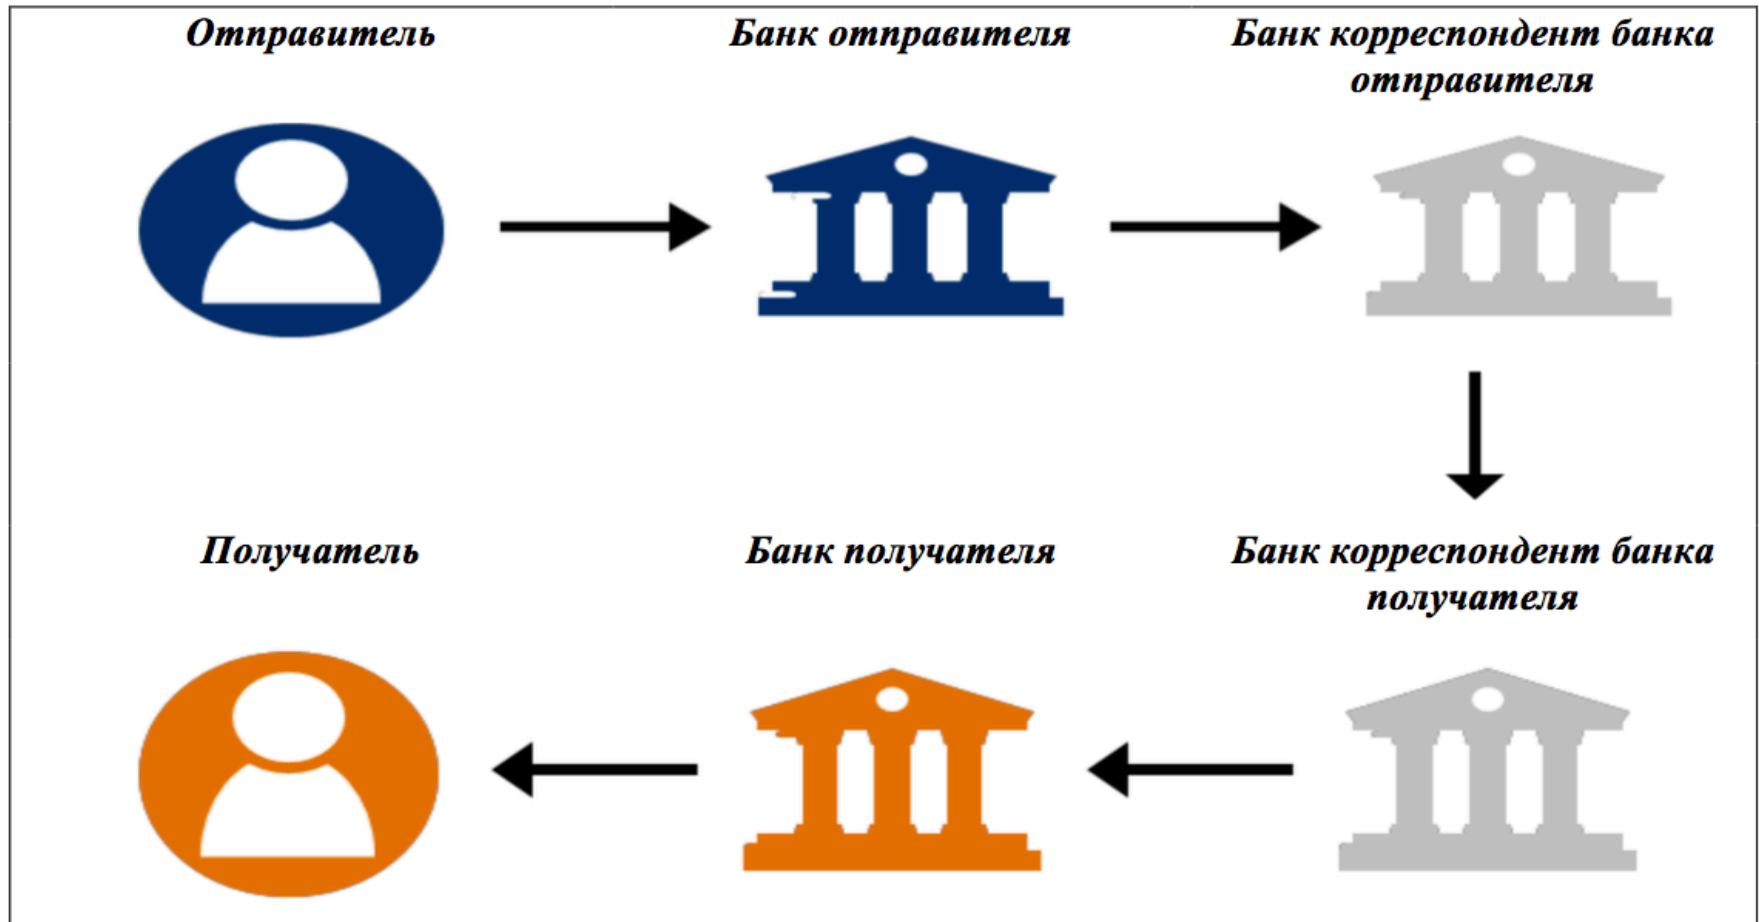 Отправитель
Банк отправителя
Банк корреспондент банка
отправителя
Получатель
Банк получателя
Банк корреспондент банка
получателя